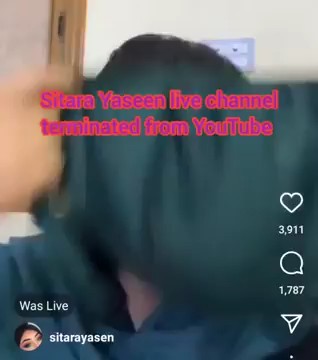 Sitara Yaseen live channel
terminated from YouTube
3,911
1,787
Was Live
sitarayasen